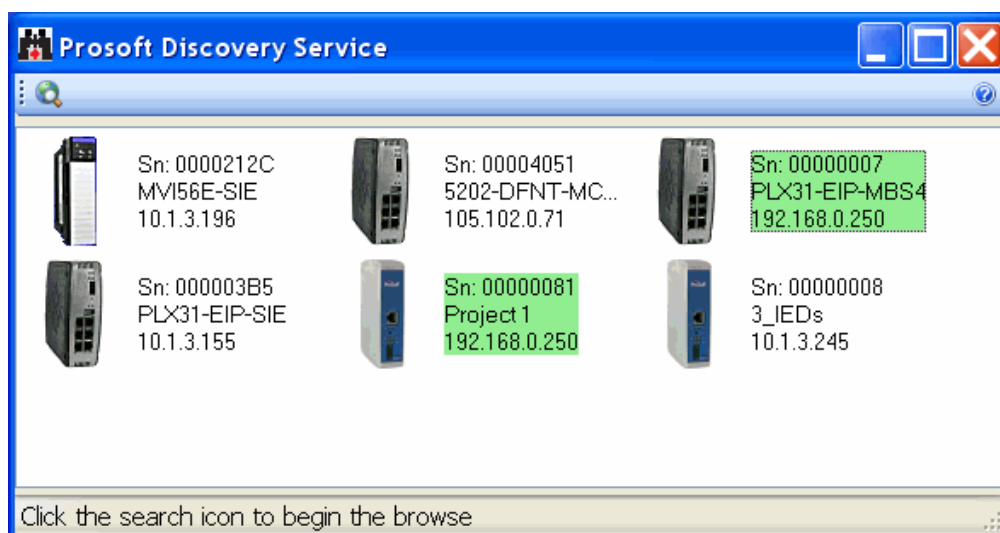 Prosoft Discovery Service
Sn: 0000212C
MVI56E-SIE
10.1.3.196
Sn: 00004051
5202-DFNT-MC...
105.102.0.71
Sn: 00000007
PLX31-EIP-MBS4
192.168.0.250
Sn: 000003B5
PLX31-EIP-SIE
10.1.3.155
Sn: 00000081
Project 1
192.168.0.250
Sn: 00000008
3_IEDs
10.1.3.245
Click the search icon to begin the browse